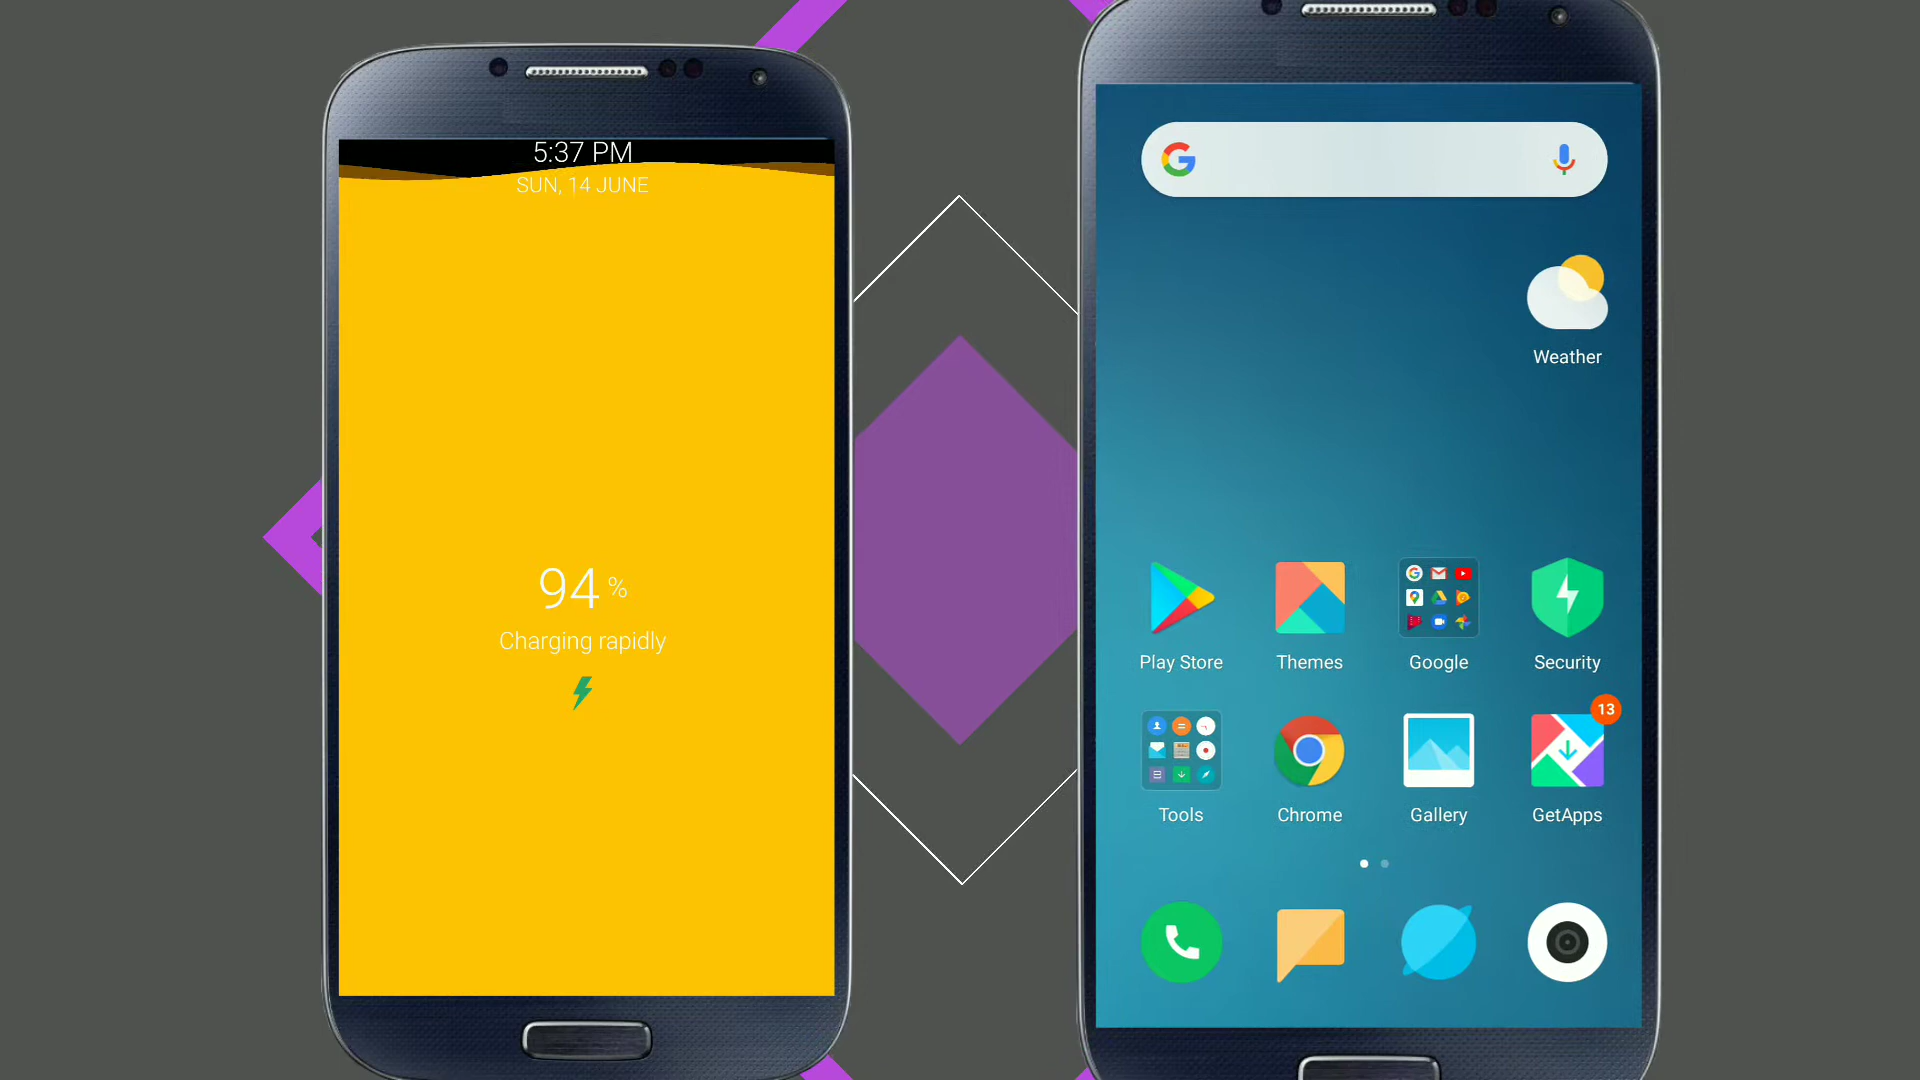 5:37 PM
SUN, 14 JUNE
94 %
Charging rapidly
Weather
Play Store
Themes
Google
Security
13
Tools
Chrome
Gallery
GetApps